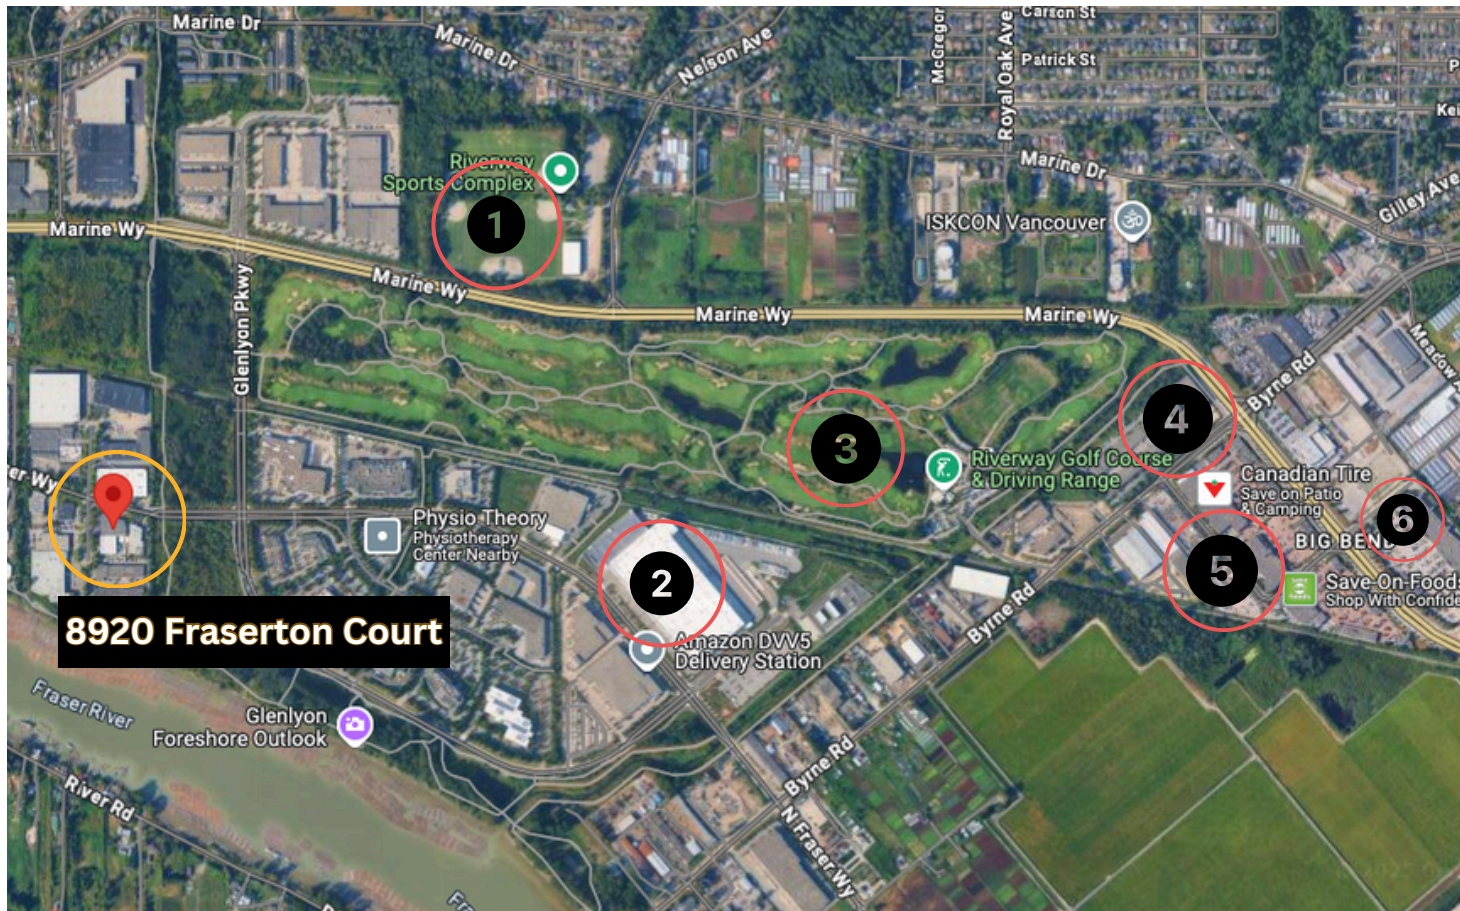 Marine Dr
Marine Dr
Nelson Ave
McGregor
Royal Oak Ave
Carson St
Patrick St
Marine Dr
Gilley Ave
Riverway
Sports Complex
1
ISKCON Vancouver
Marine Wy
Marine Wy
Marine Wy
Marine Wy
Glenlyon Pkwy
Byrne Rd
Meadow
3
4
Riverway Golf Course
& Driving Range
Canadian Tire
Save on Patio
& Camping
6
BIG BEND
er Wy
Physio Theory
Physiotherapy
Center Nearby
2
5
Save-On-Foods
Shop With Confide
Amazon DVV5
Delivery Station
Byrne Rd
8920 Fraserton Court
Fraser River
Glenlyon
Foreshore Outlook
Byrne Rd
N Fraser Wy
River Rd
Fra